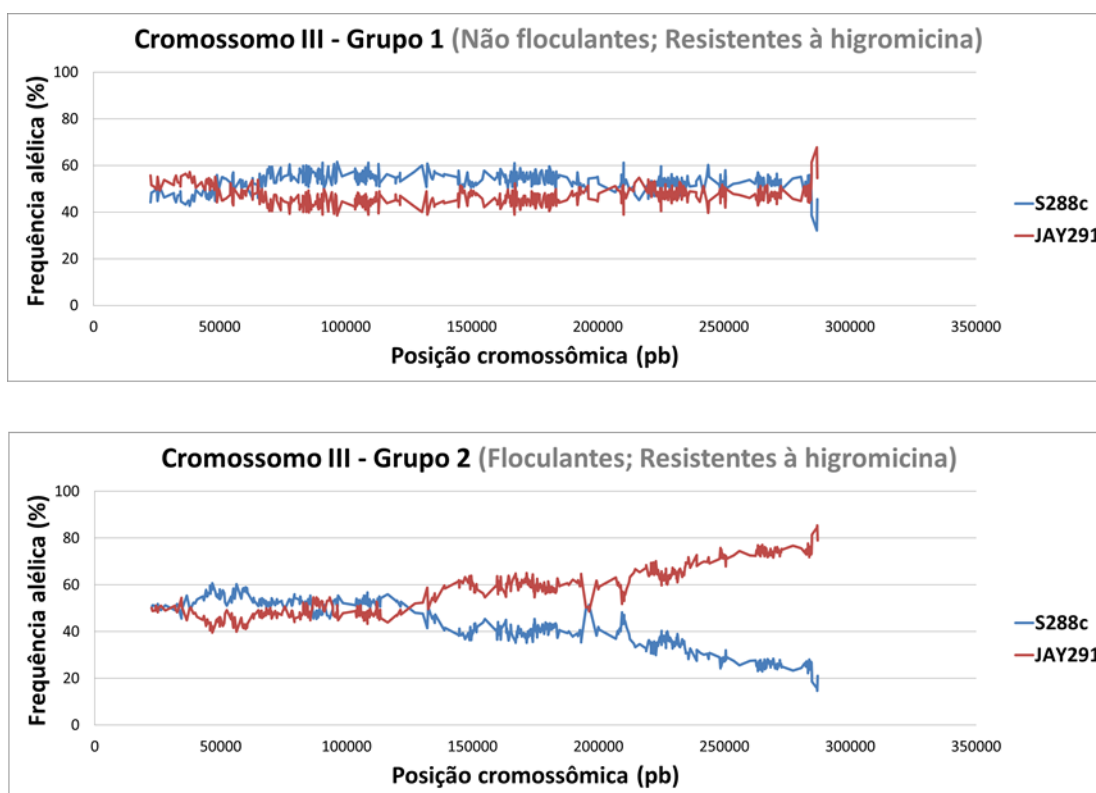 Cromossomo III - Grupo 1 (Não floculantes; Resistentes à higromicina)
Frequência alélica (%)
100
80
60
40
20
0
0 50000 100000 150000 200000 250000 300000 350000
Posição cromossômica (pb)
S288c
JAY291
Cromossomo III - Grupo 2 (Floculantes; Resistentes à higromicina)
Frequência alélica (%)
100
80
60
40
20
0
0 50000 100000 150000 200000 250000 300000 350000
Posição cromossômica (pb)
S288c
JAY291